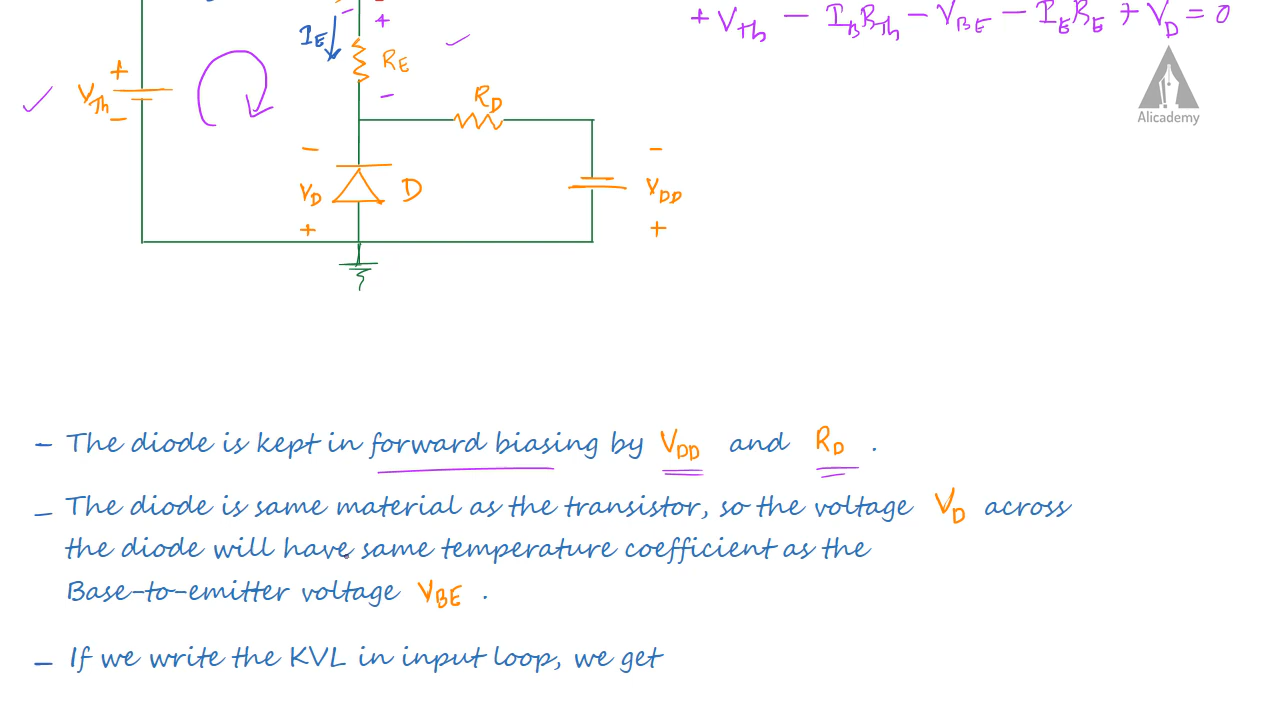 + V_Th − I_B R_Th − V_BE − I_E R_E + V_D = 0
I_E
+
−
R_E
−
+
V_Th
−
R_D
Alicademy
−
V_D
+
D
−
V_DD
+
– The diode is kept in forward biasing by V_DD and R_D .
– The diode is same material as the transistor, so the voltage V_D across
the diode will have same temperature coefficient as the
Base-to-emitter voltage V_BE .
– If we write the KVL in input loop, we get